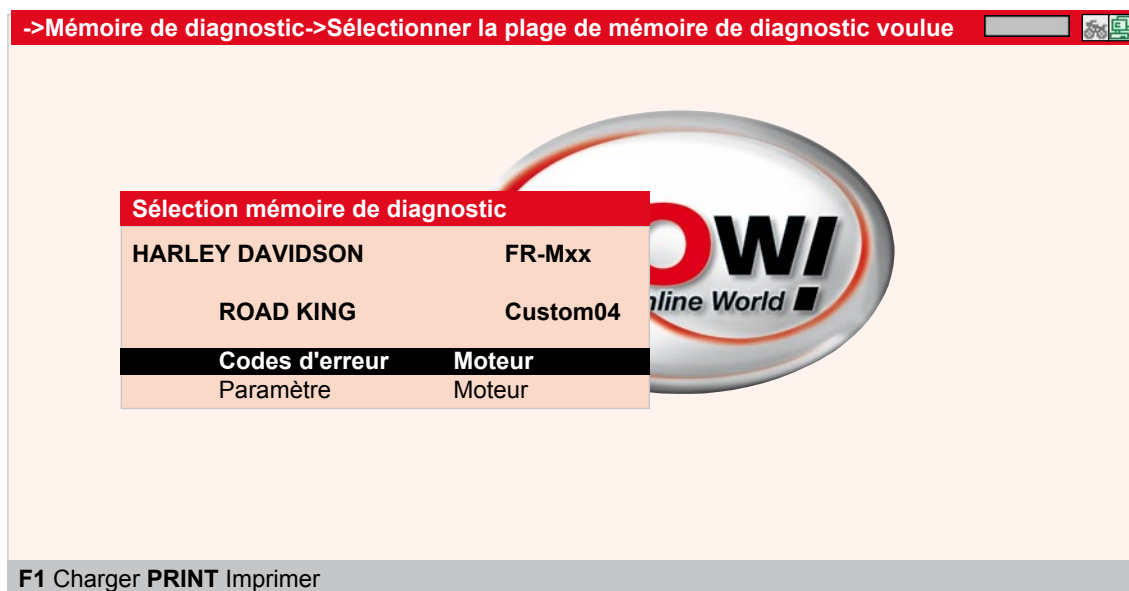 ->Mémoire de diagnostic->Sélectionner la plage de mémoire de diagnostic voulue
Sélection mémoire de diagnostic
HARLEY DAVIDSON FR-Mxx
ROAD KING Custom04
Codes d'erreur Moteur
Paramètre Moteur
OW!
nline World
F1 Charger PRINT Imprimer